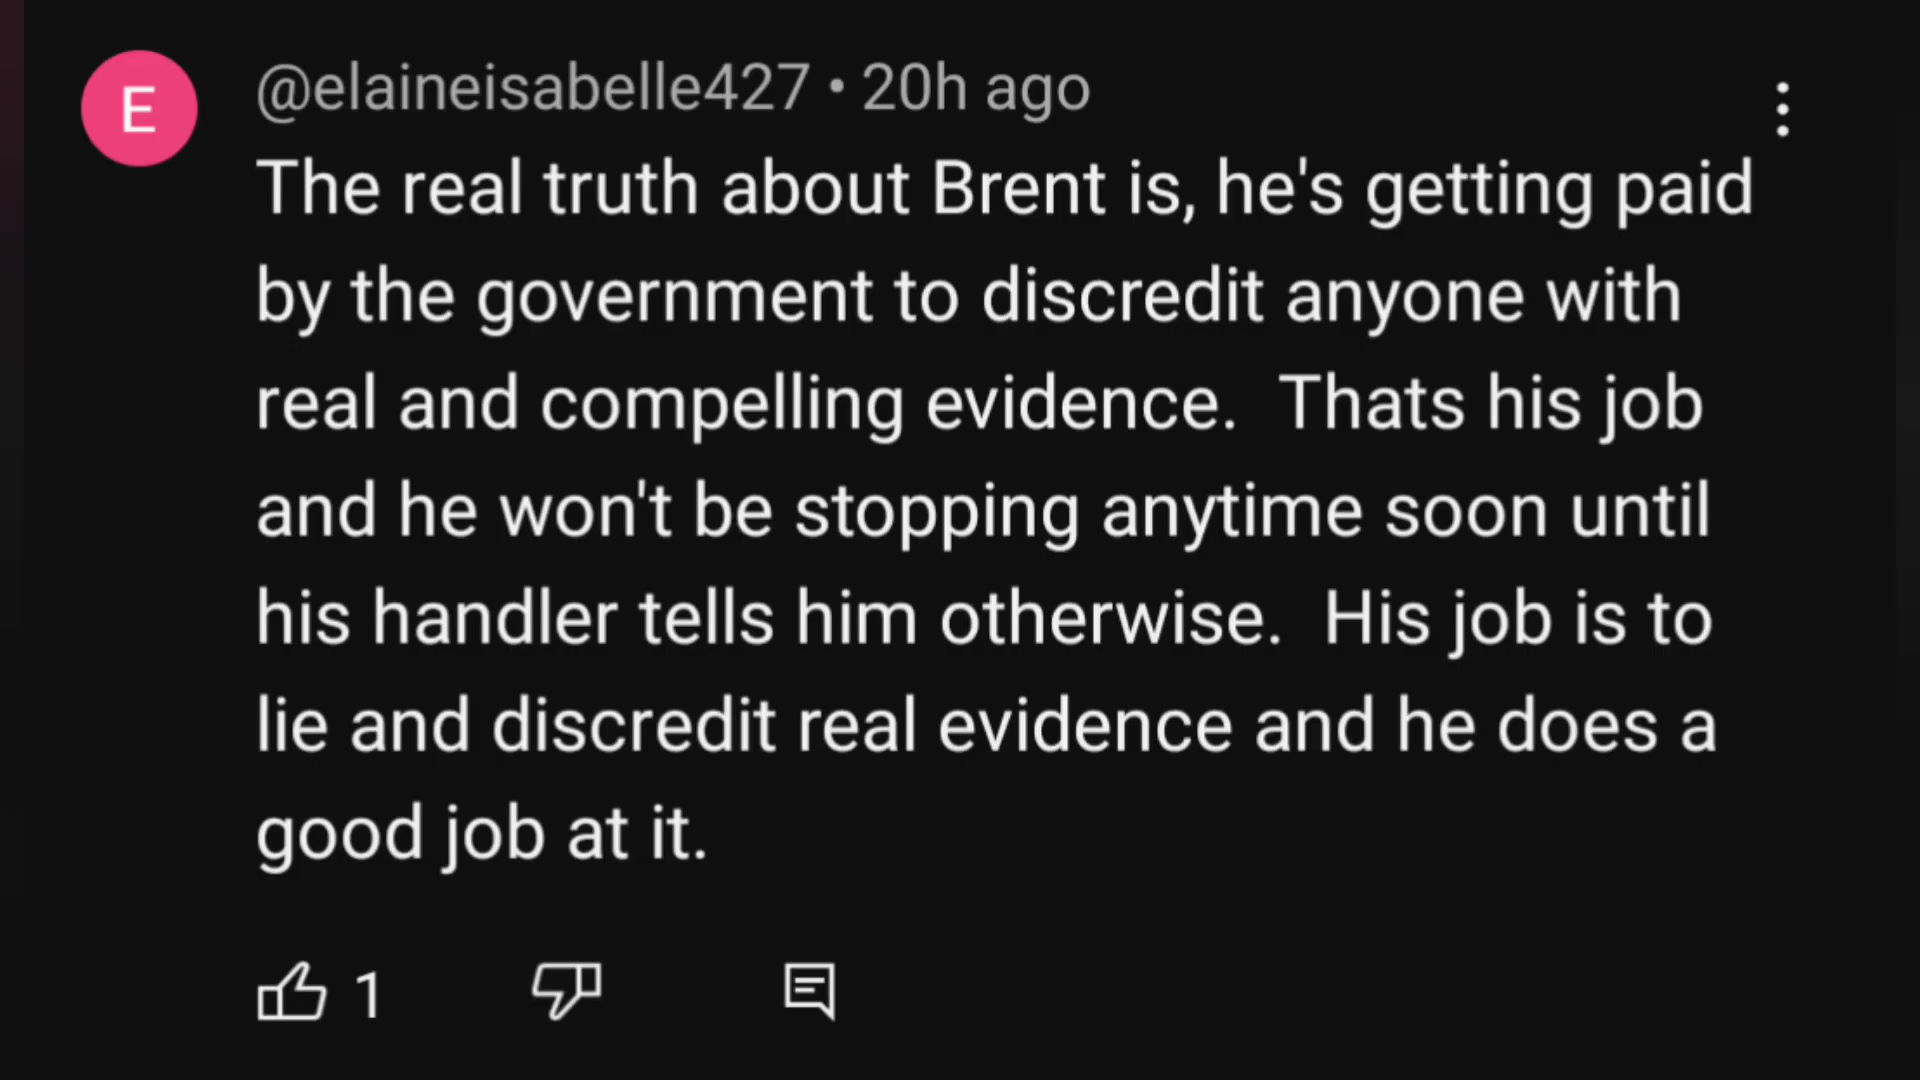 E
@elaineisabelle427 • 20h ago
The real truth about Brent is, he's getting paid
by the government to discredit anyone with
real and compelling evidence.  Thats his job
and he won't be stopping anytime soon until
his handler tells him otherwise.  His job is to
lie and discredit real evidence and he does a
good job at it.
1